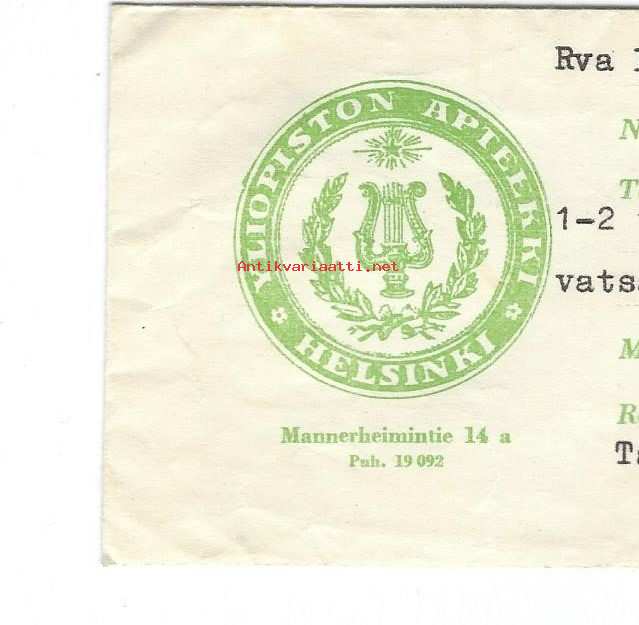 YLIOPISTON APTEEKKI
HELSINKI
Antikvariaatti.net
Mannerheimintie 14 a
Puh. 19 092
Rva
N
T
1-2
vats
M
R
T